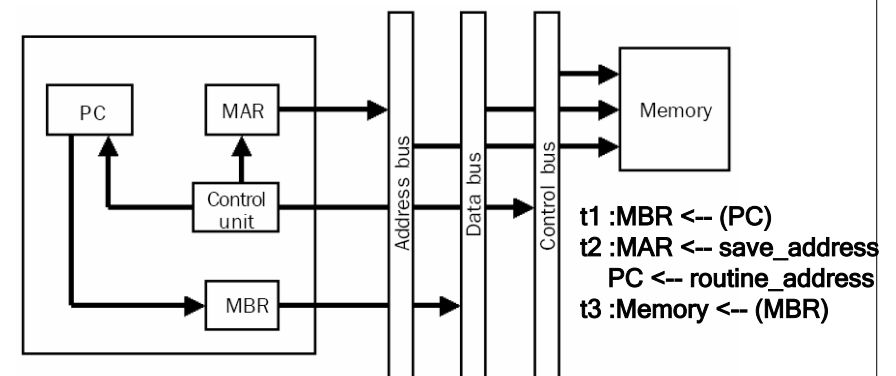 PC
MAR
Memory
Control
unit
MBR
Address bus
Data bus
Control bus
t1 :MBR <-- (PC)
t2 :MAR <-- save_address
PC <-- routine_address
t3 :Memory <-- (MBR)